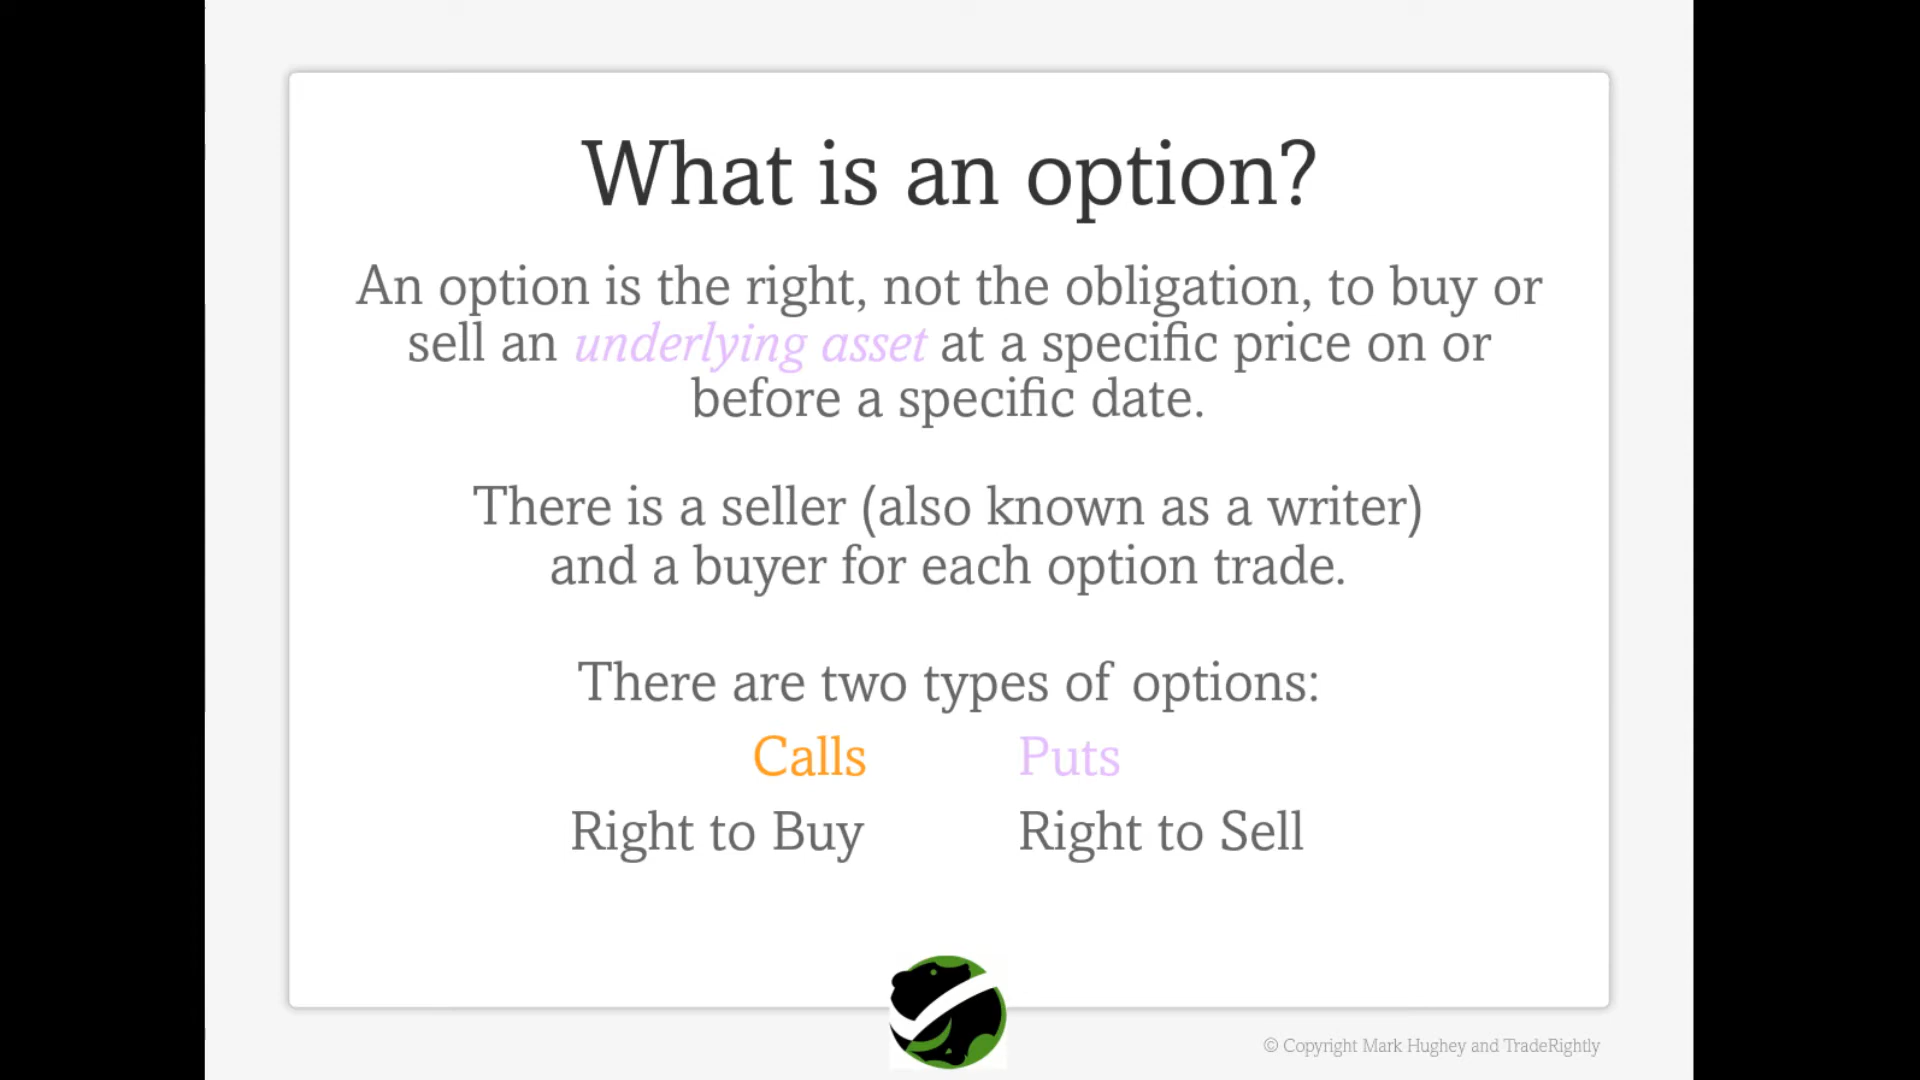 What is an option?
An option is the right, not the obligation, to buy or
sell an underlying asset at a specific price on or
before a specific date.
There is a seller (also known as a writer)
and a buyer for each option trade.
There are two types of options:
Calls Puts
Right to Buy Right to Sell
© Copyright Mark Hughey and TradeRightly